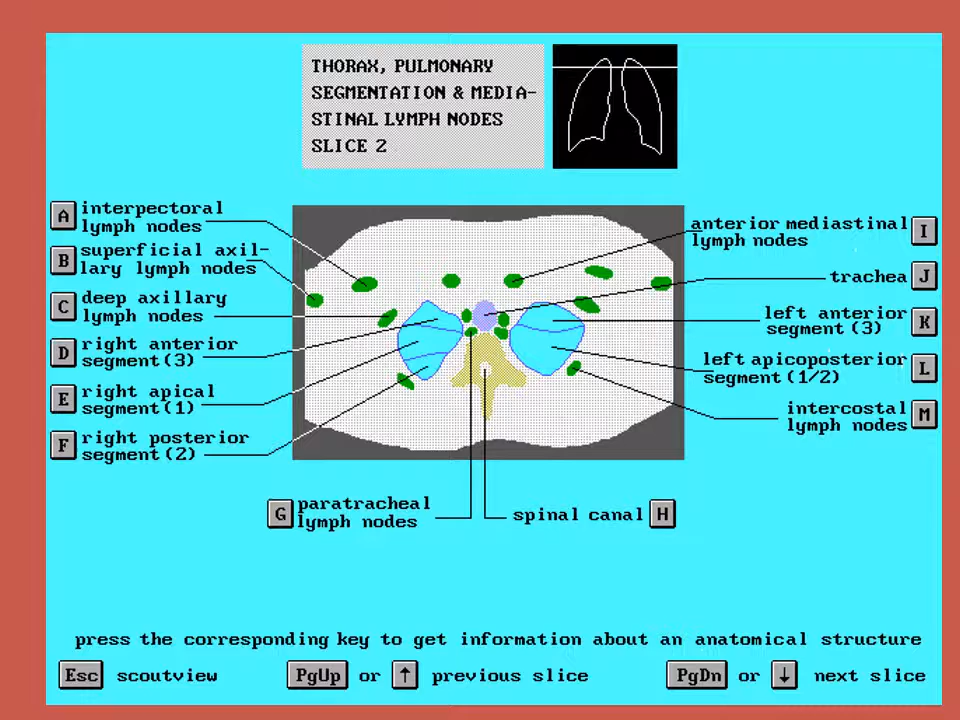 THORAX, PULMONARY
SEGMENTATION & MEDIA-
STINAL LYMPH NODES
SLICE 2
A interpectoral
lymph nodes
B superficial axil-
lary lymph nodes
C deep axillary
lymph nodes
D right anterior
segment(3)
E right apical
segment(1)
F right posterior
segment(2)
G paratracheal
lymph nodes
spinal canal H
anterior mediastinal I
lymph nodes
trachea J
left anterior K
segment(3)
left apicoposterior L
segment(1/2)
intercostal M
lymph nodes
press the corresponding key to get information about an anatomical structure
Esc scoutview PgUp or ↑ previous slice PgDn or ↓ next slice